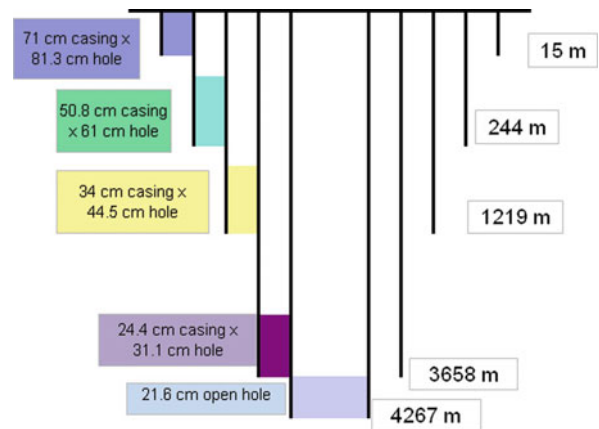 71 cm casing x
81.3 cm hole
15 m
50.8 casing
x 61 cm hole
244 m
34 cm casing x
44.5 cm hole
1219 m
24.4 cm casing x
31.1 cm hole
3658 m
21.6 cm open hole
4267 m